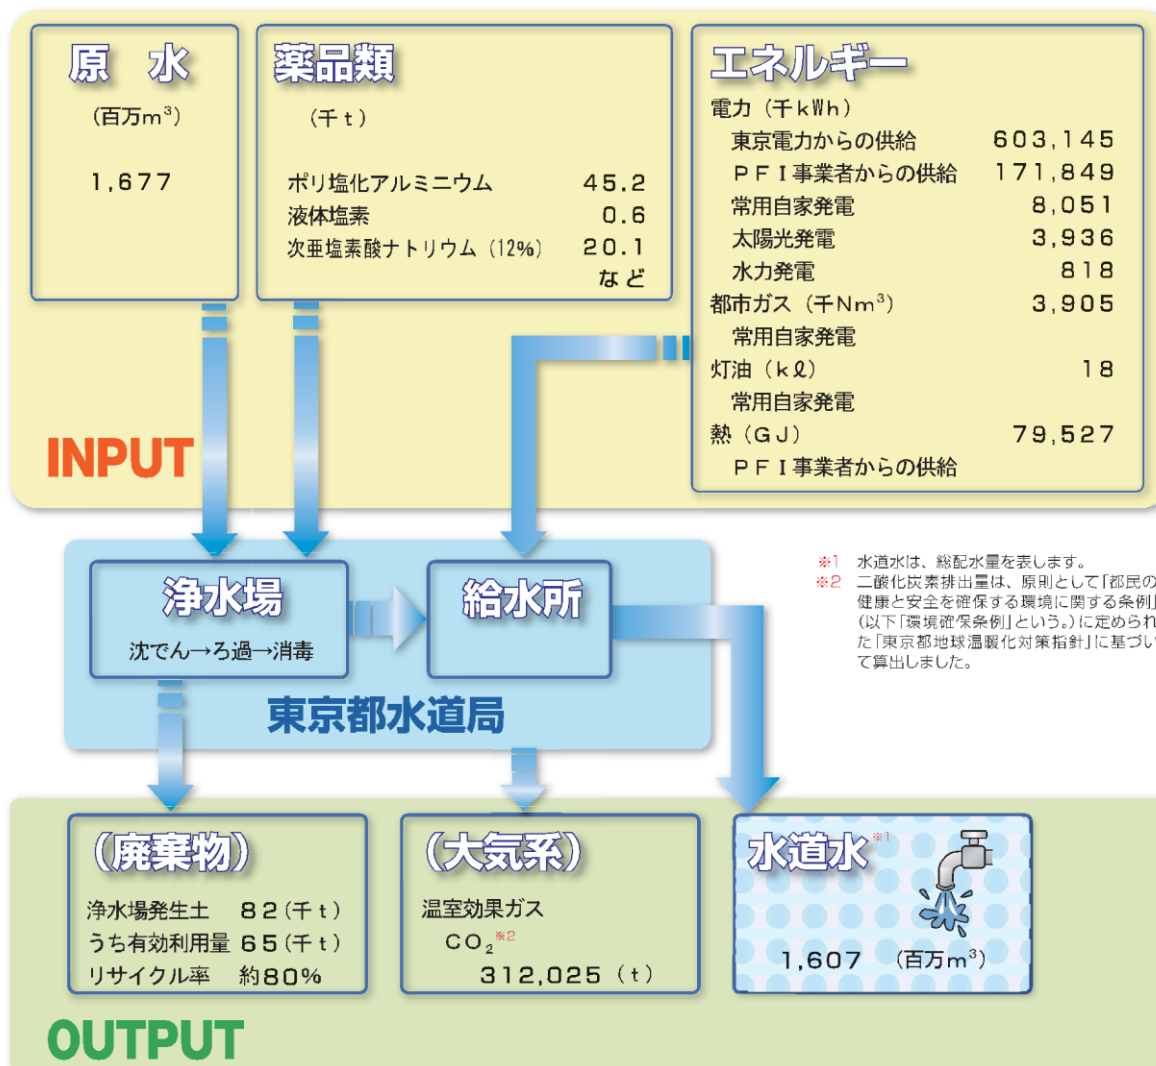 原 水
(百万m³)
1,677
薬品類
(千t)
ポリ塩化アルミニウム 45.2
液体塩素 0.6
次亜塩素酸ナトリウム(12%) 20.1
など
エネルギー
電力(千kWh)
東京電力からの供給 603,145
PFI事業者からの供給 171,849
常用自家発電 8,051
太陽光発電 3,936
水力発電 818
都市ガス(千Nm³) 3,905
常用自家発電
灯油(kℓ) 18
常用自家発電
熱(GJ) 79,527
PFI事業者からの供給
INPUT
浄水場
沈でん→ろ過→消毒
給水所
東京都水道局
※1 水道水は、総配水量を表します。
※2 二酸化炭素排出量は、原則として「都民の
健康と安全を確保する環境に関する条例」
(以下「環境確保条例」という。)に定められ
た「東京都地球温暖化対策指針」に基づい
て算出しました。
(廃棄物)
浄水場発生土 82(千t)
うち有効利用量 65(千t)
リサイクル率 約80%
(大気系)
温室効果ガス
CO₂※2
312,025(t)
水道水※1
1,607 (百万m³)
OUTPUT